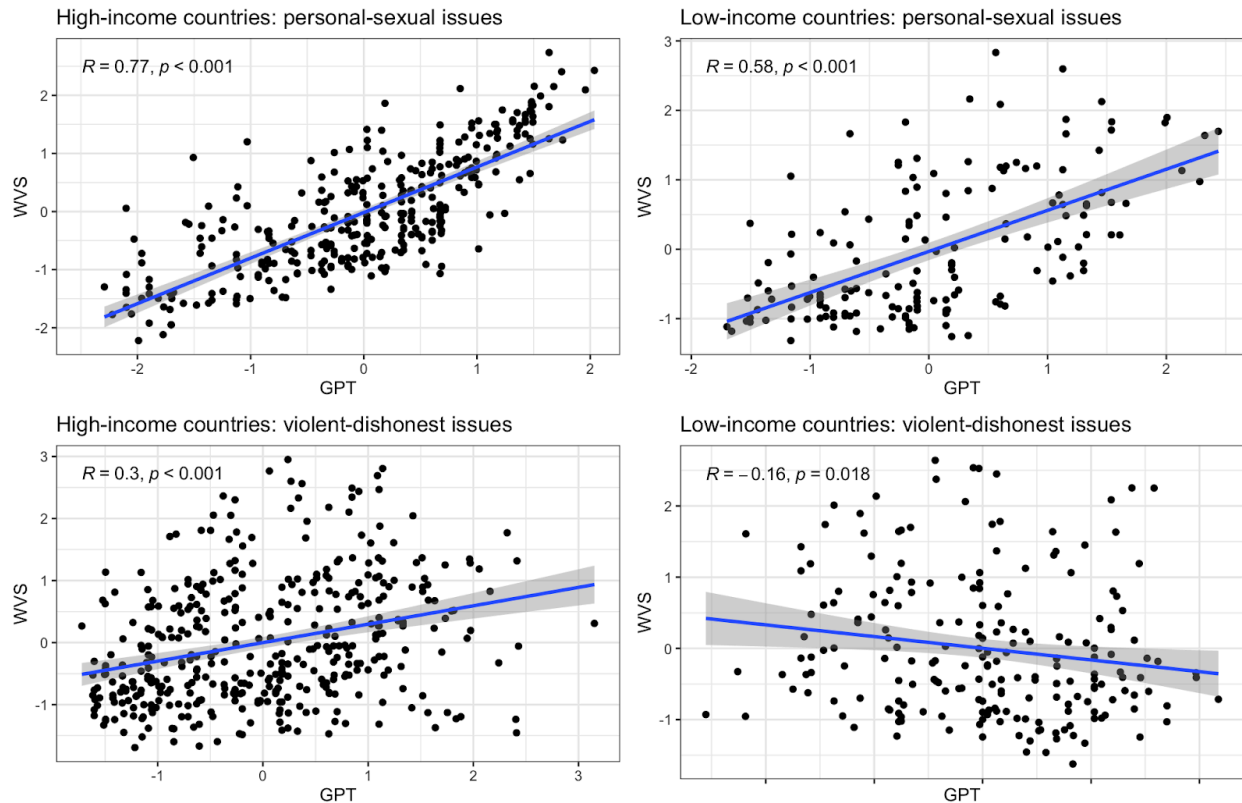 High-income countries: personal-sexual issues
R = 0.77, p < 0.001
WVS
2
1
0
-1
-2
-2
-1
0
1
2
GPT
Low-income countries: personal-sexual issues
R = 0.58, p < 0.001
WVS
3
2
1
0
-1
-2
-1
0
1
2
GPT
High-income countries: violent-dishonest issues
R = 0.3, p < 0.001
WVS
3
2
1
0
-1
-1
0
1
2
3
GPT
Low-income countries: violent-dishonest issues
R = −0.16, p = 0.018
WVS
2
1
0
-1
GPT